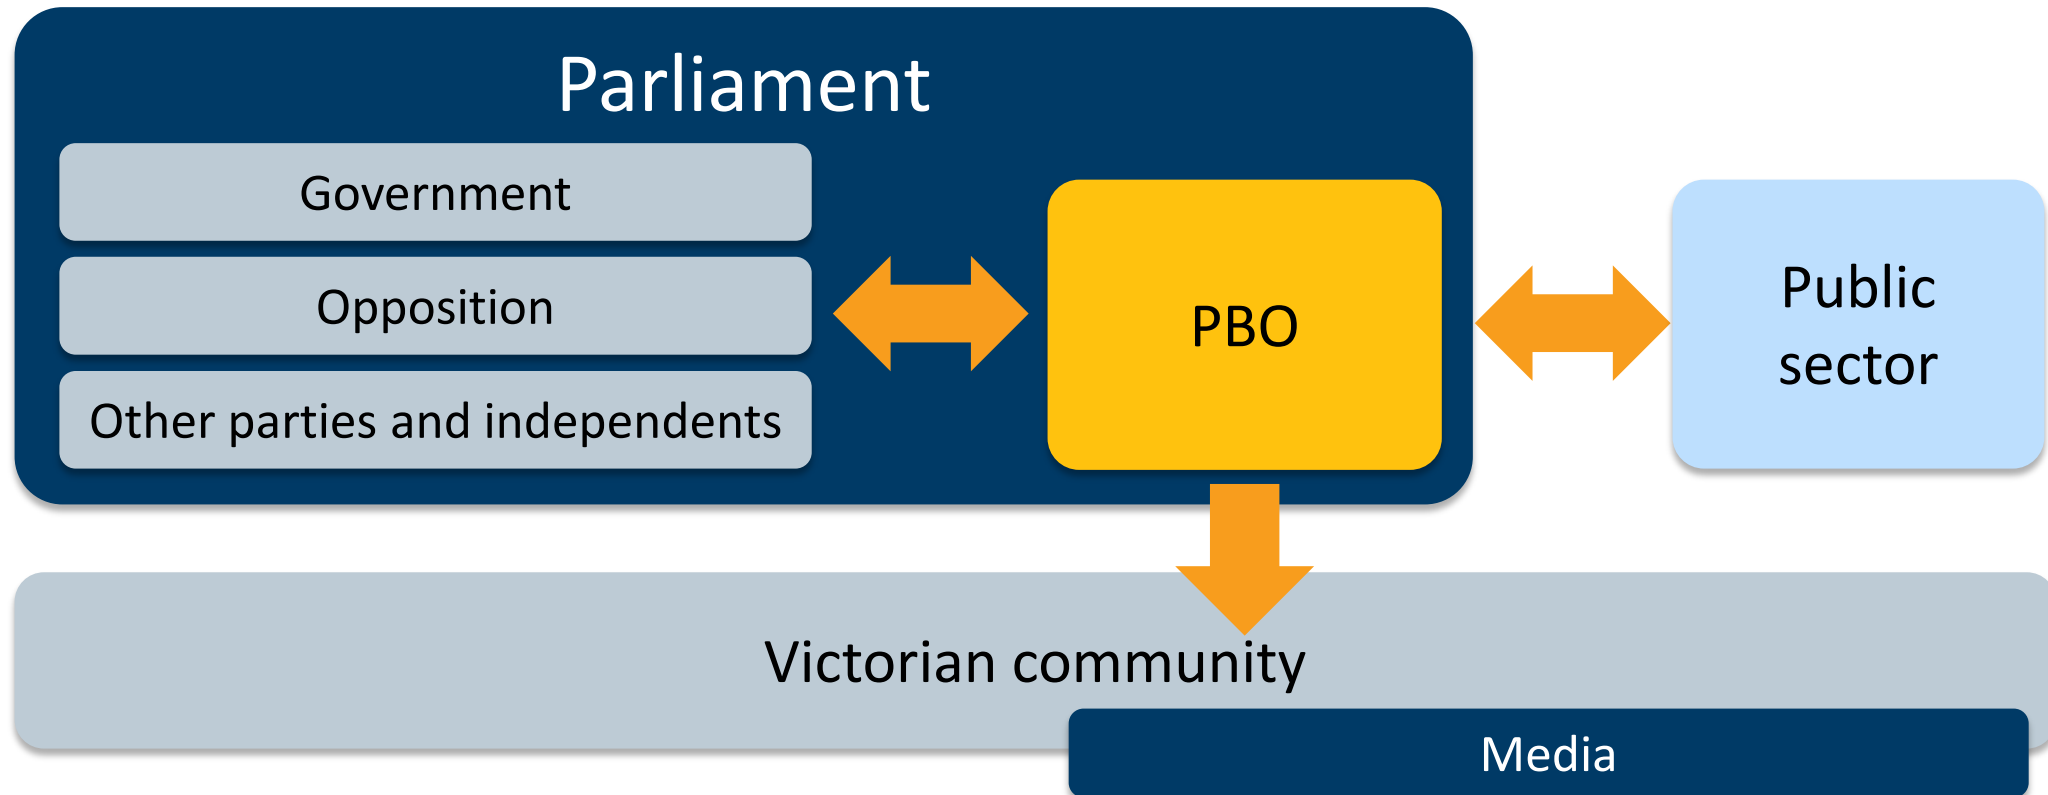 Parliament
Government
Opposition
Other parties and independents
PBO
Public
sector
Victorian community
Media